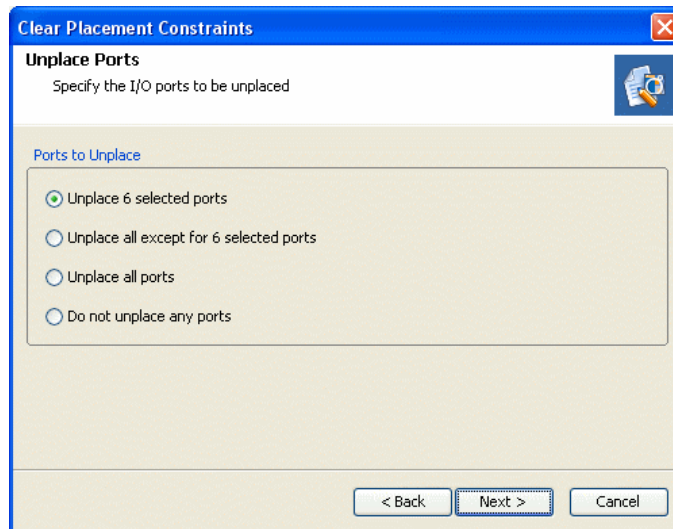 Clear Placement Constraints
Unplace Ports
Specify the I/O ports to be unplaced
Ports to Unplace
Unplace 6 selected ports
Unplace all except for 6 selected ports
Unplace all ports
Do not unplace any ports
< Back
Next >
Cancel